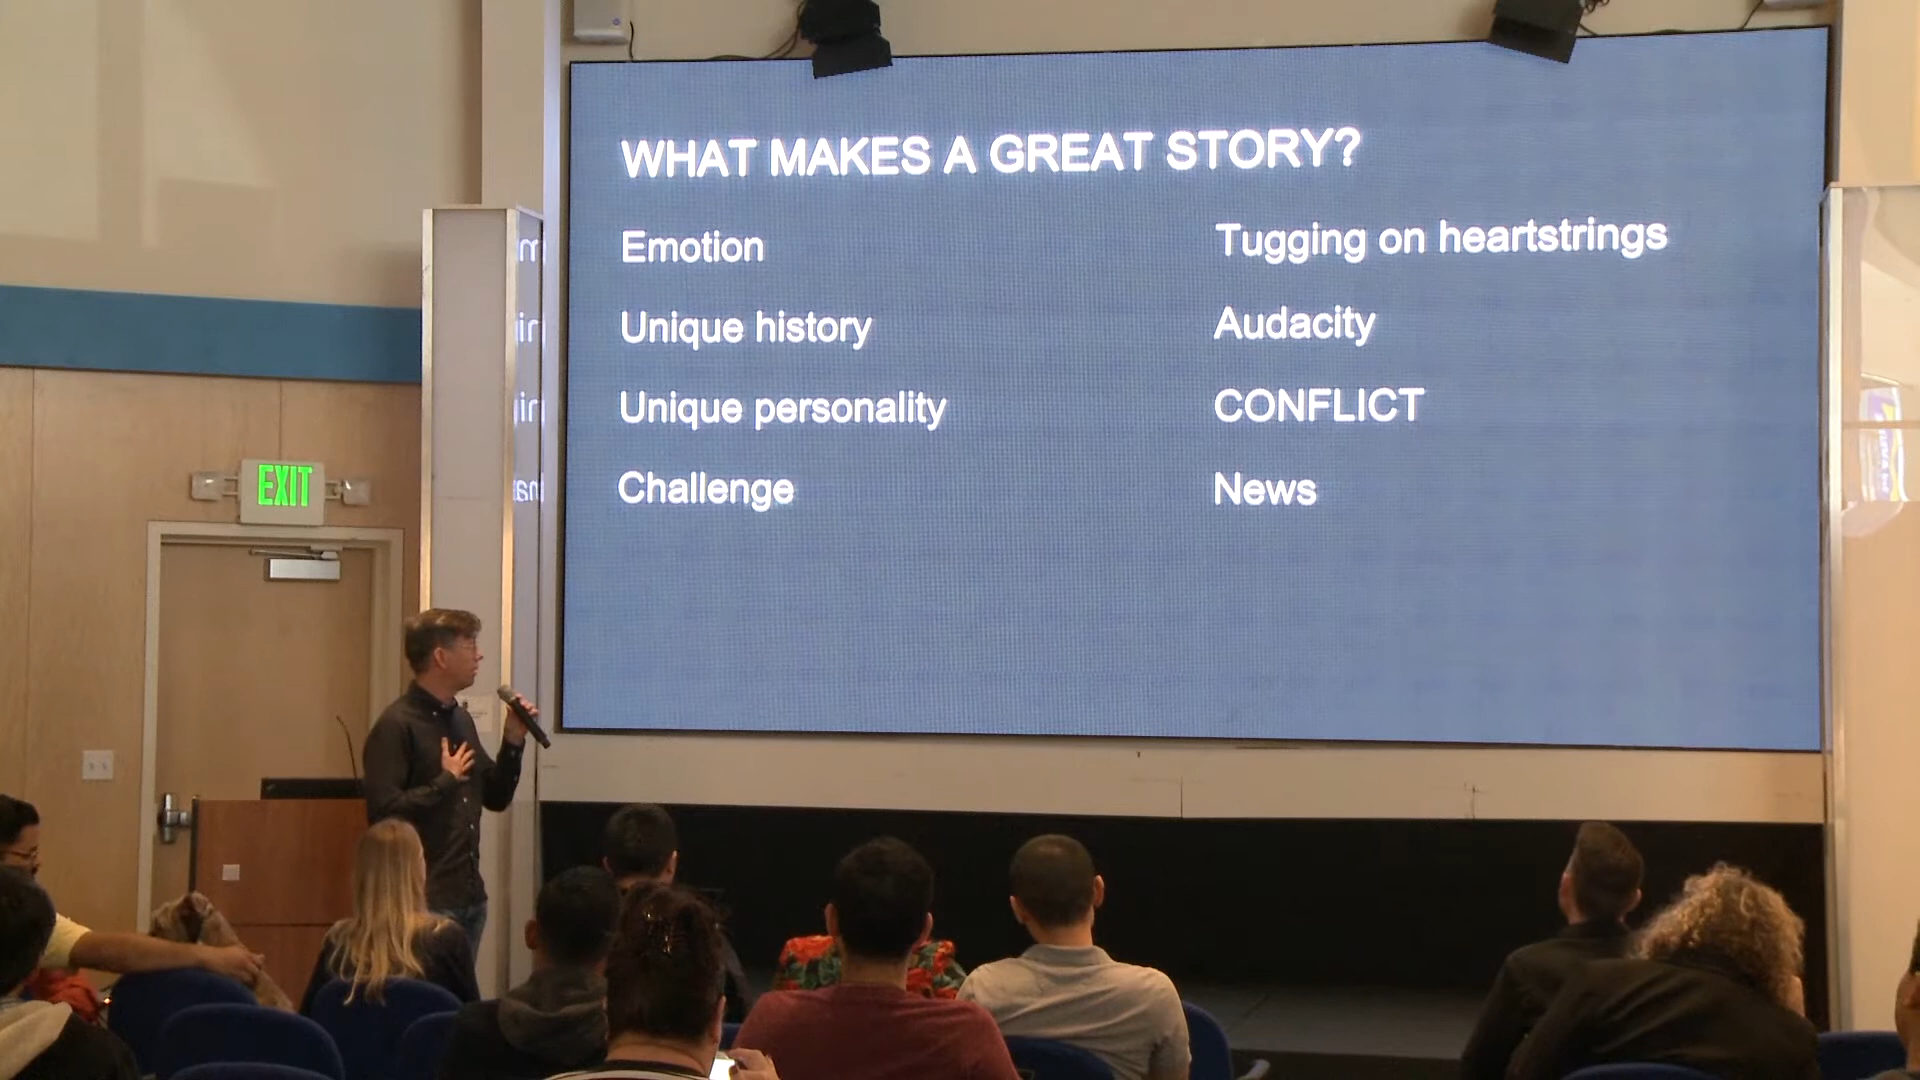 WHAT MAKES A GREAT STORY?
Emotion
Unique history
Unique personality
Challenge
Tugging on heartstrings
Audacity
CONFLICT
News
EXIT